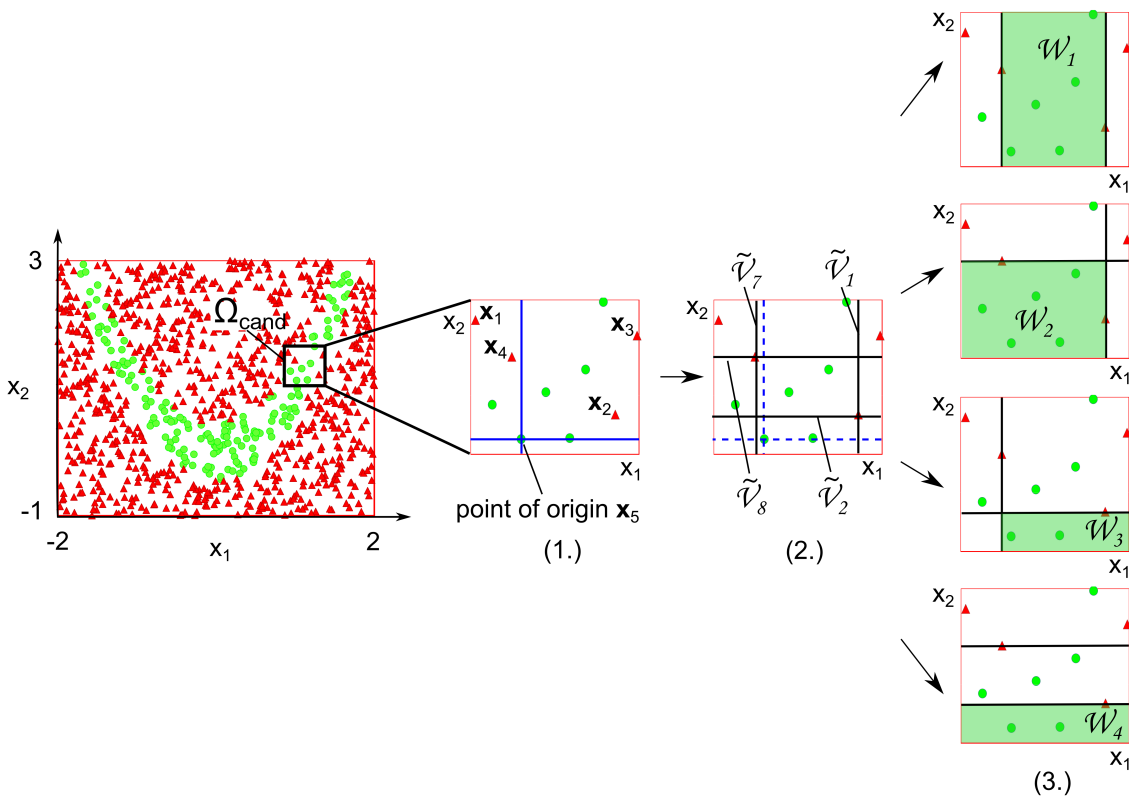 3
-1
-2
2
x₂
x₁
Ω_cand
x₂
x₁
x₃
x₄
x₂
x₁
point of origin x₅
(1.)
Ṽ₇
Ṽ₁
x₂
x₁
Ṽ₈
Ṽ₂
(2.)
x₂
W₁
x₁
x₂
W₂
x₁
x₂
W₃
x₁
x₂
W₄
x₁
(3.)